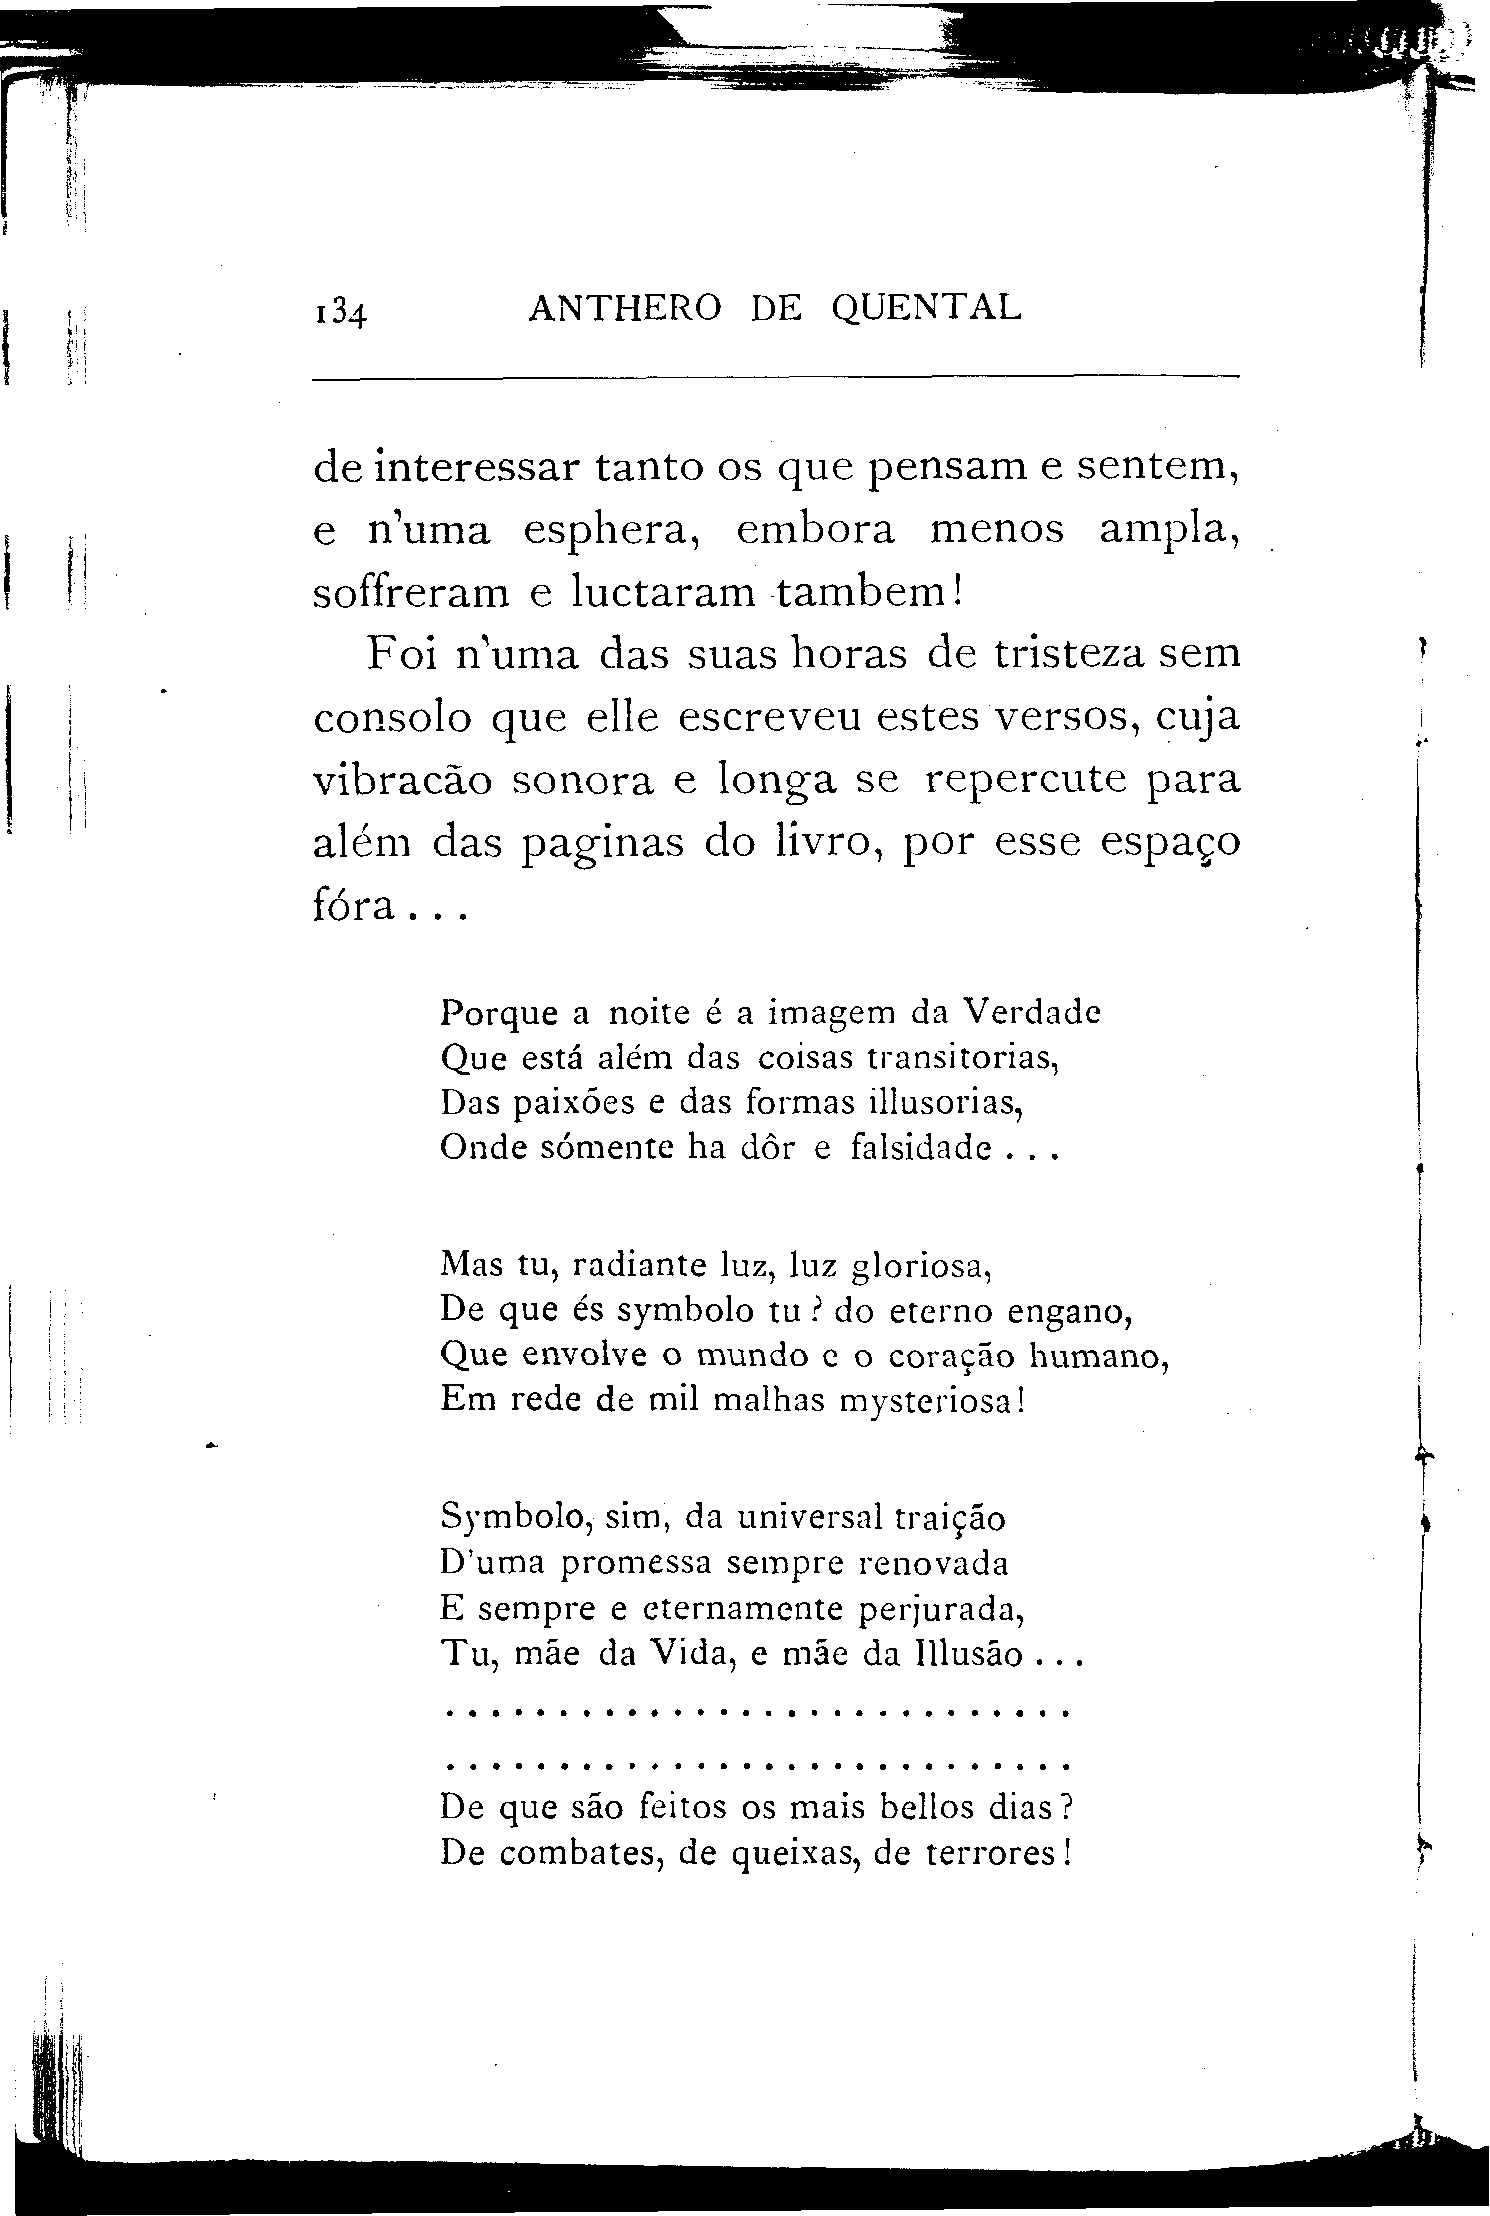 134 ANTHERO DE QUENTAL
de interessar tanto os que pensam e sentem,
e n'uma esphera, embora menos ampla,
soffreram e luctaram tambem!
Foi n'uma das suas horas de tristeza sem
consolo que elle escreveu estes versos, cuja
vibracão sonora e longa se repercute para
além das paginas do livro, por esse espaço
fóra...
Porque a noite é a imagem da Verdade
Que está além das coisas transitorias,
Das paixões e das formas illusorias,
Onde sómente ha dôr e falsidade...
Mas tu, radiante luz, luz gloriosa,
De que és symbolo tu? do eterno engano,
Que envolve o mundo e o coração humano,
Em rede de mil malhas mysteriosa!
Symbolo, sim, da universal traição
D'uma promessa sempre renovada
E sempre e eternamente perjurada,
Tu, mãe da Vida, e mãe da Illusão...
............................
............................
De que são feitos os mais bellos dias?
De combates, de queixas, de terrores!